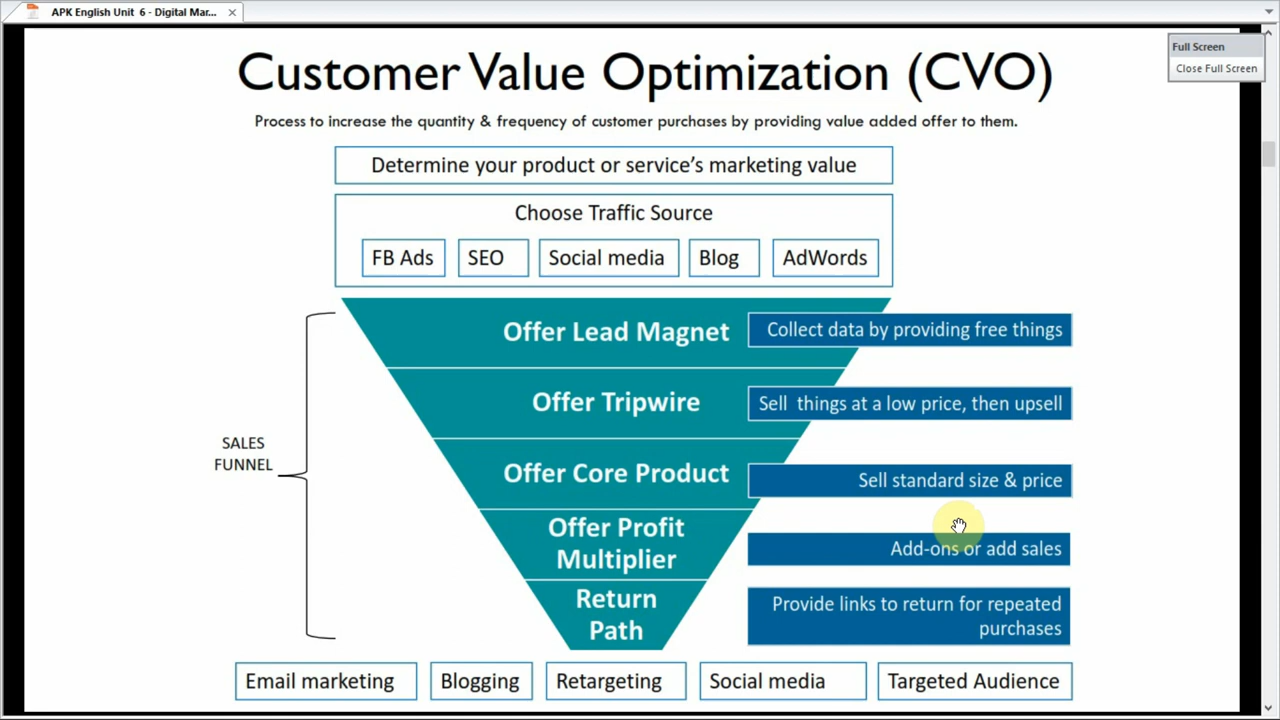 APK English Unit 6 - Digital Mar...
Full Screen
Close Full Screen
Customer Value Optimization (CVO)
Process to increase the quantity & frequency of customer purchases by providing value added offer to them.
Determine your product or service's marketing value
Choose Traffic Source
FB Ads
SEO
Social media
Blog
AdWords
SALES
FUNNEL
Offer Lead Magnet
Collect data by providing free things
Offer Tripwire
Sell things at a low price, then upsell
Offer Core Product
Sell standard size & price
Offer Profit
Multiplier
Add-ons or add sales
Return
Path
Provide links to return for repeated
purchases
Email marketing
Blogging
Retargeting
Social media
Targeted Audience